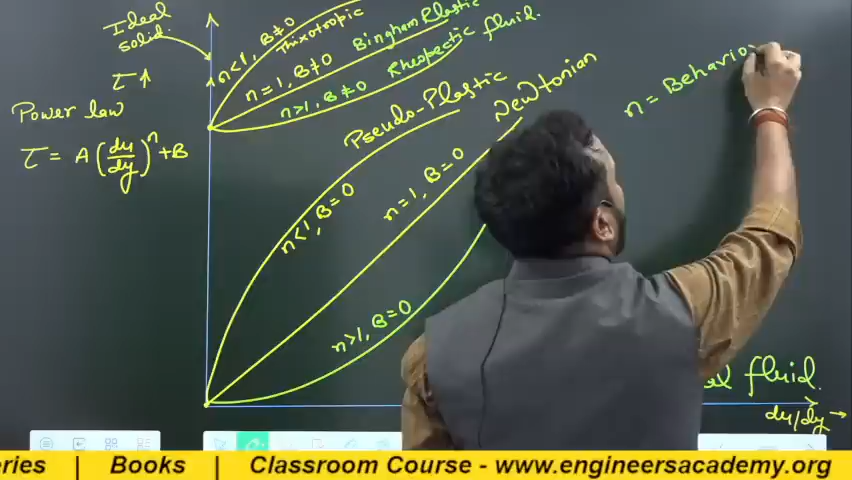 Ideal
solid.
τ↑
Power law
τ = A(du/dy)^n + B
n<1, B≠0
Thixotropic
n=1, B≠0 Bingham Plastic
n>1, B≠0 Rheopectic fluid.
Pseudo-Plastic
Newtonian
n<1, B=0
n=1, B=0
n>1, B=0
n = Behavio
fluid.
du/dy→
eries | Books | Classroom Course - www.engineersacademy.org